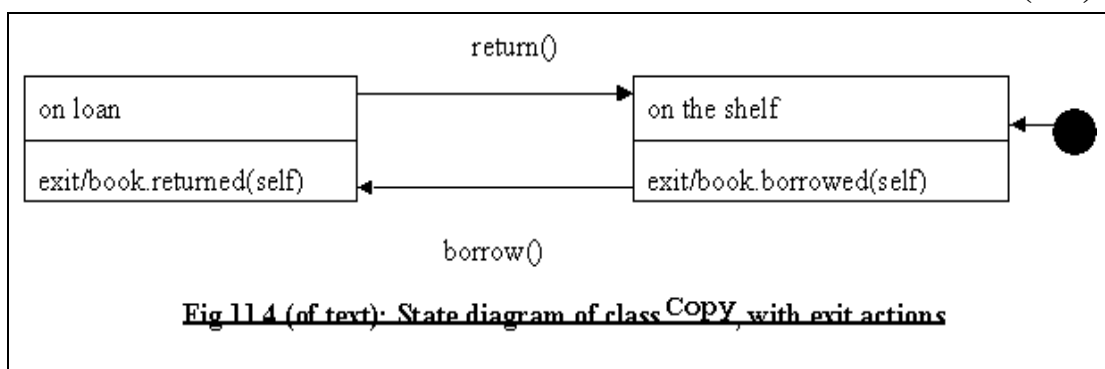 return()
on loan
on the shelf
exit/book.returned(self)
exit/book.borrowed(self)
borrow()
Fig 11.4 (of text): State diagram of class Copy, with exit actions